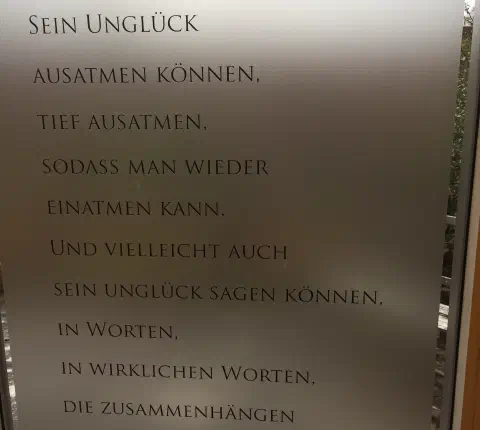 Sein Unglück
ausatmen können,
tief ausatmen,
sodass man wieder
einatmen kann.
Und vielleicht auch
sein Unglück sagen können,
in Worten,
in wirklichen Worten,
die zusammenhängen